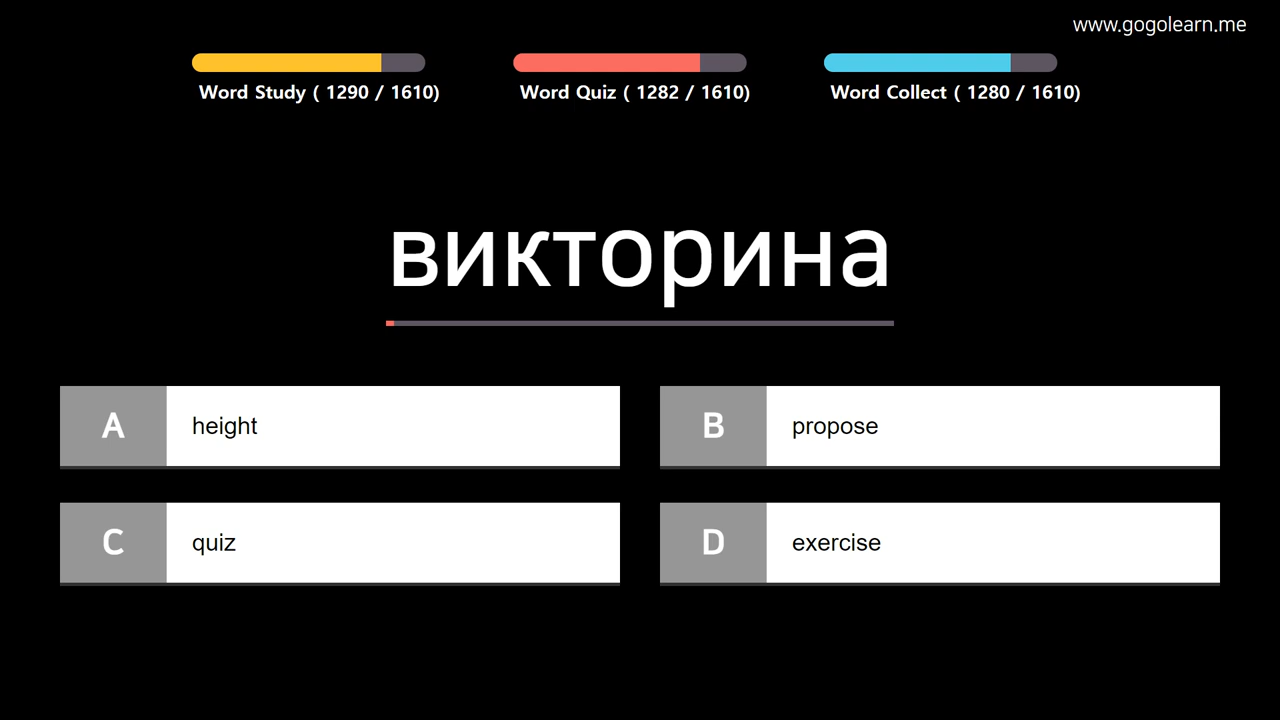 www.gogolearn.me
Word Study ( 1290 / 1610)
Word Quiz ( 1282 / 1610)
Word Collect ( 1280 / 1610)
викторина
A height
B propose
C quiz
D exercise